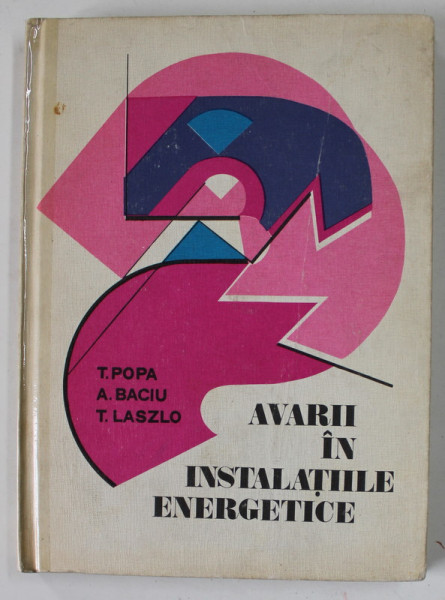 T. POPA
A. BACIU
T. LASZLO
AVARII
ÎN
INSTALAȚIILE
ENERGETICE